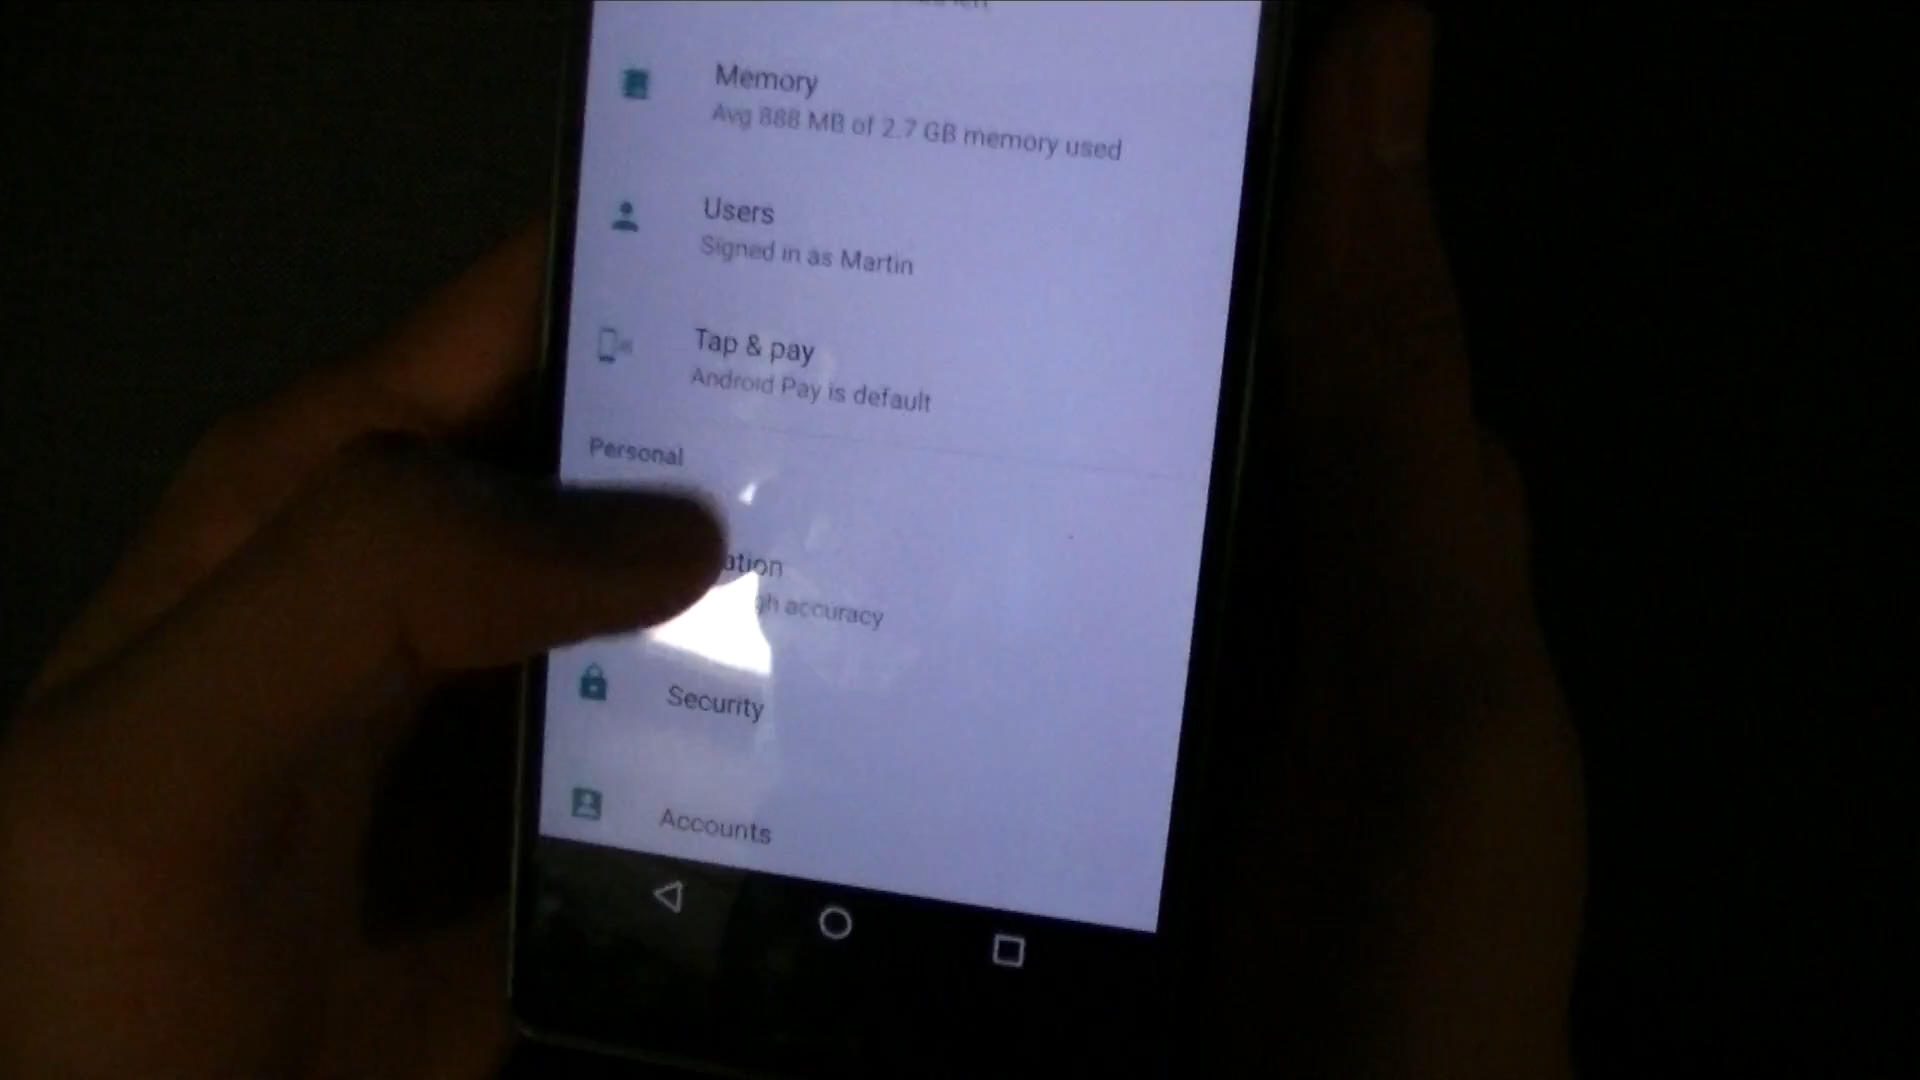 Memory
Avg 888 MB of 2.7 GB memory used
Users
Signed in as Martin
Tap & pay
Android Pay is default
Personal
ation
gh accuracy
Security
Accounts